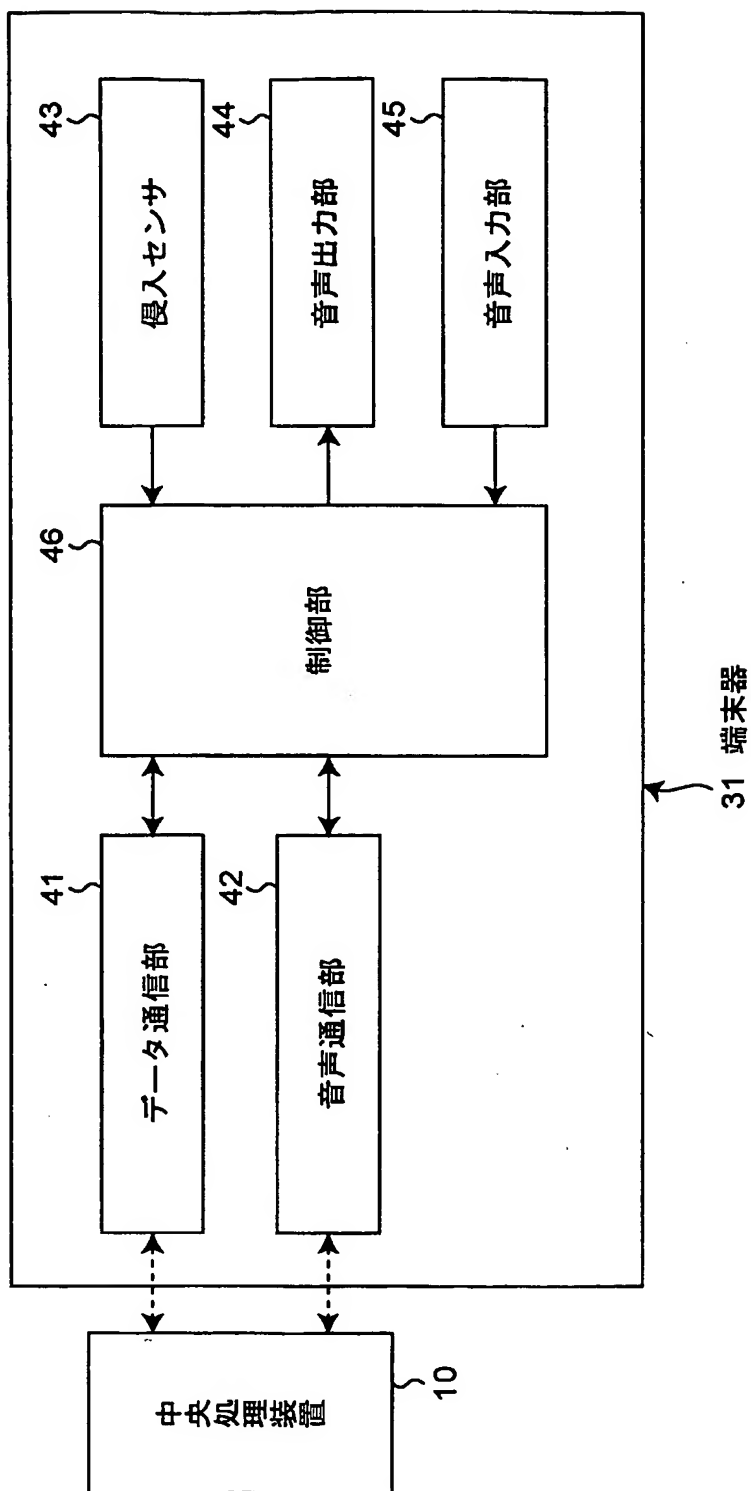 中央処理装置
10
データ通信部
41
音声通信部
42
制御部
46
侵入センサ
43
音声出力部
44
音声入力部
45
31 端末器